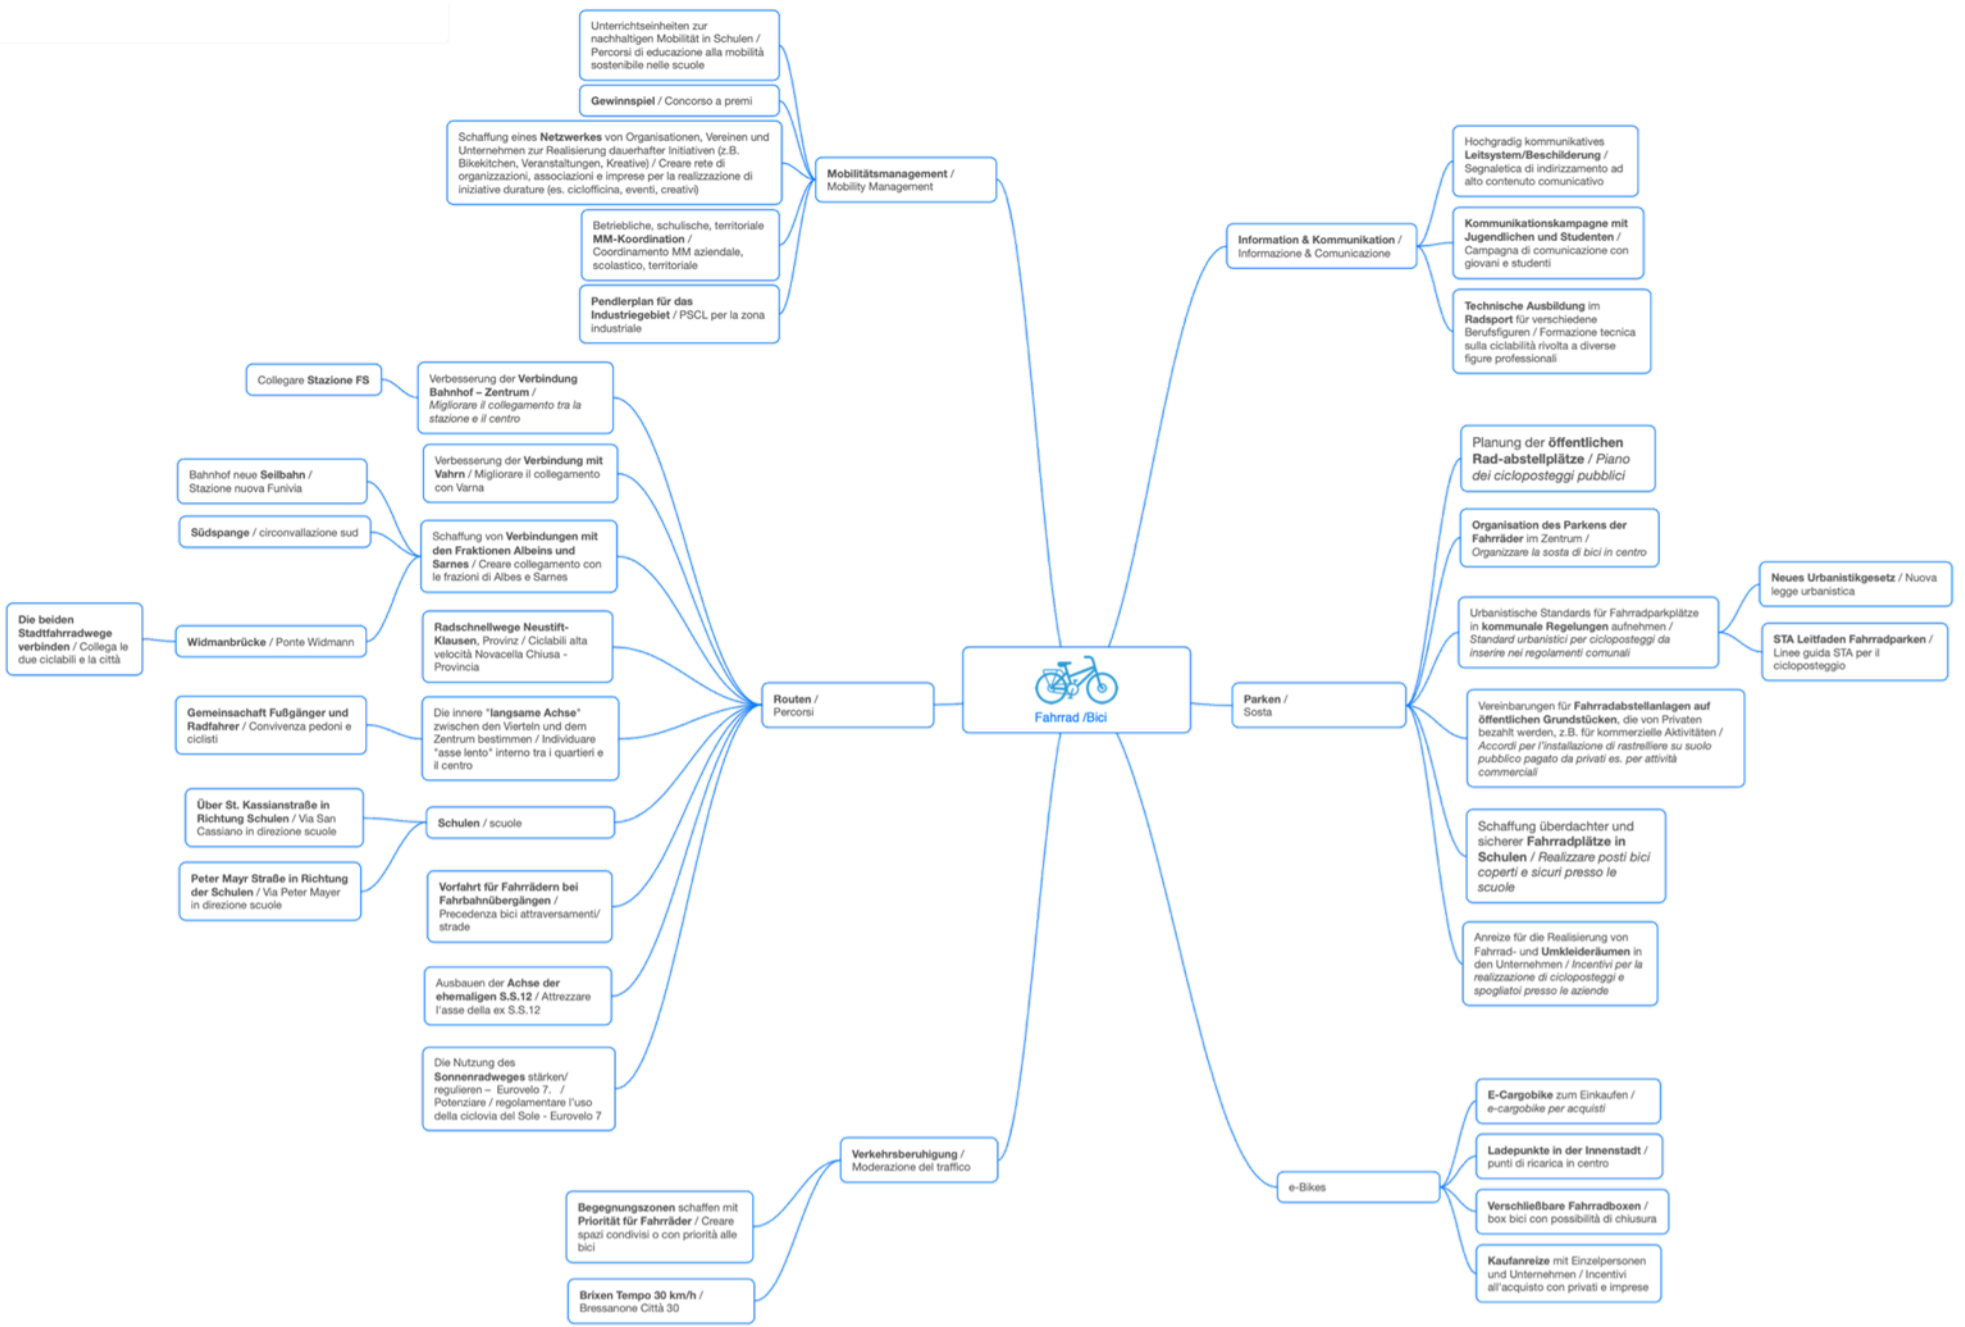 Unterrichtseinheiten zur
nachhaltigen Mobilität in Schulen /
Percorsi di educazione alla mobilità
sostenibile nelle scuole
Gewinnspiel / Concorso a premi
Schaffung eines Netzwerkes von Organisationen, Vereinen und
Unternehmen zur Realisierung dauerhafter Initiativen (z.B.
Bikekitchen, Veranstaltungen, Kreative) / Creare rete di
organizzazioni, associazioni e imprese per la realizzazione di
iniziative durature (es. ciclofficina, eventi, creativi)
Betriebliche, schulische, territoriale
MM-Koordination /
Coordinamento MM aziendale,
scolastico, territoriale
Pendlerplan für das
Industriegebiet / PSCL per la zona
industriale
Mobilitätsmanagement /
Mobility Management
Collegare Stazione FS
Verbesserung der Verbindung
Bahnhof – Zentrum /
Migliorare il collegamento tra la
stazione e il centro
Verbesserung der Verbindung mit
Vahrn / Migliorare il collegamento
con Varna
Bahnhof neue Seilbahn /
Stazione nuova Funivia
Südspange / circonvallazione sud
Die beiden
Stadtfahrradwege
verbinden / Collega le
due ciclabili e la città
Widmanbrücke / Ponte Widmann
Schaffung von Verbindungen mit
den Fraktionen Albeins und
Sarnes / Creare collegamento con
le frazioni di Albes e Sarnes
Radschnellwege Neustift-
Klausen, Provinz / Ciclabili alta
velocità Novacella Chiusa -
Provincia
Gemeinsachaft Fußgänger und
Radfahrer / Convivenza pedoni e
ciclisti
Die innere "langsame Achse"
zwischen den Vierteln und dem
Zentrum bestimmen / Individuare
"asse lento" interno tra i quartieri e
il centro
Über St. Kassianstraße in
Richtung Schulen / Via San
Cassiano in direzione scuole
Peter Mayr Straße in Richtung
der Schulen / Via Peter Mayer
in direzione scuole
Schulen / scuole
Vorfahrt für Fahrrädern bei
Fahrbahnübergängen /
Precedenza bici attraversamenti/
strade
Ausbauen der Achse der
ehemaligen S.S.12 / Attrezzare
l'asse della ex S.S.12
Die Nutzung des
Sonnenradweges stärken/
regulieren – Eurovelo 7. /
Potenziare / regolamentare l'uso
della ciclovia del Sole - Eurovelo 7
Routen /
Percorsi
Verkehrsberuhigung /
Moderazione del traffico
Begegnungszonen schaffen mit
Priorität für Fahrräder / Creare
spazi condivisi o con priorità alle
bici
Brixen Tempo 30 km/h /
Bressanone Città 30
Fahrrad /Bici
Information & Kommunikation /
Informazione & Comunicazione
Hochgradig kommunikatives
Leitsystem/Beschilderung /
Segnaletica di indirizzamento ad
alto contenuto comunicativo
Kommunikationskampagne mit
Jugendlichen und Studenten /
Campagna di comunicazione con
giovani e studenti
Technische Ausbildung im
Radsport für verschiedene
Berufsfiguren / Formazione tecnica
sulla ciclabilità rivolta a diverse
figure professionali
Parken /
Sosta
Planung der öffentlichen
Rad-abstellplätze / Piano
dei cicloposteggi pubblici
Organisation des Parkens der
Fahrräder im Zentrum /
Organizzare la sosta di bici in centro
Urbanistische Standards für Fahrradparkplätze
in kommunale Regelungen aufnehmen /
Standard urbanistici per cicloposteggi da
inserire nei regolamenti comunali
Neues Urbanistikgesetz / Nuova
legge urbanistica
STA Leitfaden Fahrradparken /
Linee guida STA per il
cicloposteggio
Vereinbarungen für Fahrradabstellanlagen auf
öffentlichen Grundstücken, die von Privaten
bezahlt werden, z.B. für kommerzielle Aktivitäten /
Accordi per l'installazione di rastrelliere su suolo
pubblico pagato da privati es. per attività
commerciali
Schaffung überdachter und
sicherer Fahrradplätze in
Schulen / Realizzare posti bici
coperti e sicuri presso le
scuole
Anreize für die Realisierung von
Fahrrad- und Umkleideräumen in
den Unternehmen / Incentivi per la
realizzazione di cicloposteggi e
spogliatoi presso le aziende
e-Bikes
E-Cargobike zum Einkaufen /
e-cargobike per acquisti
Ladepunkte in der Innenstadt /
punti di ricarica in centro
Verschließbare Fahrradboxen /
box bici con possibilità di chiusura
Kaufanreize mit Einzelpersonen
und Unternehmen / Incentivi
all'acquisto con privati e imprese